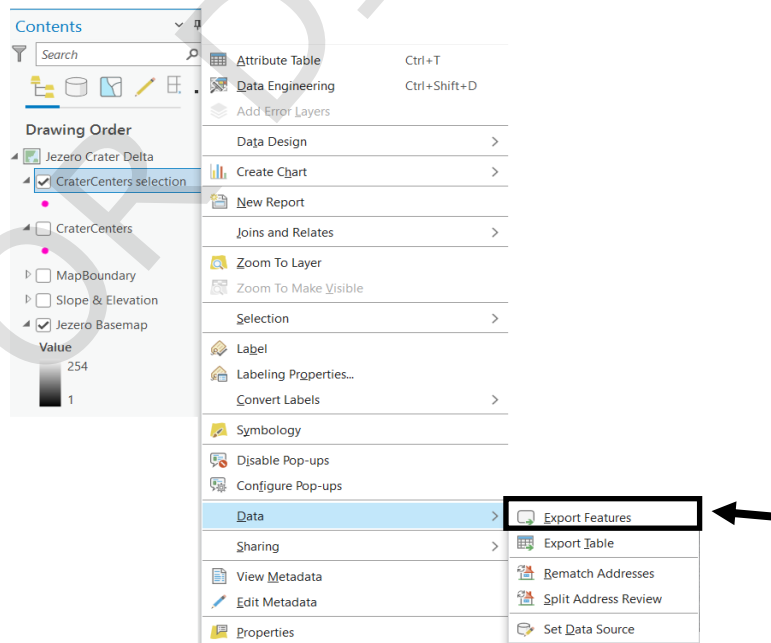 Contents
Search
Drawing Order
Jezero Crater Delta
CraterCenters selection
CraterCenters
MapBoundary
Slope & Elevation
Jezero Basemap
Value
254
1
Attribute Table Ctrl+T
Data Engineering Ctrl+Shift+D
Add Error Layers
Data Design
Create Chart
New Report
Joins and Relates
Zoom To Layer
Zoom To Make Visible
Selection
Label
Labeling Properties...
Convert Labels
Symbology
Disable Pop-ups
Configure Pop-ups
Data
Sharing
View Metadata
Edit Metadata
Properties
Export Features
Export Table
Rematch Addresses
Split Address Review
Set Data Source